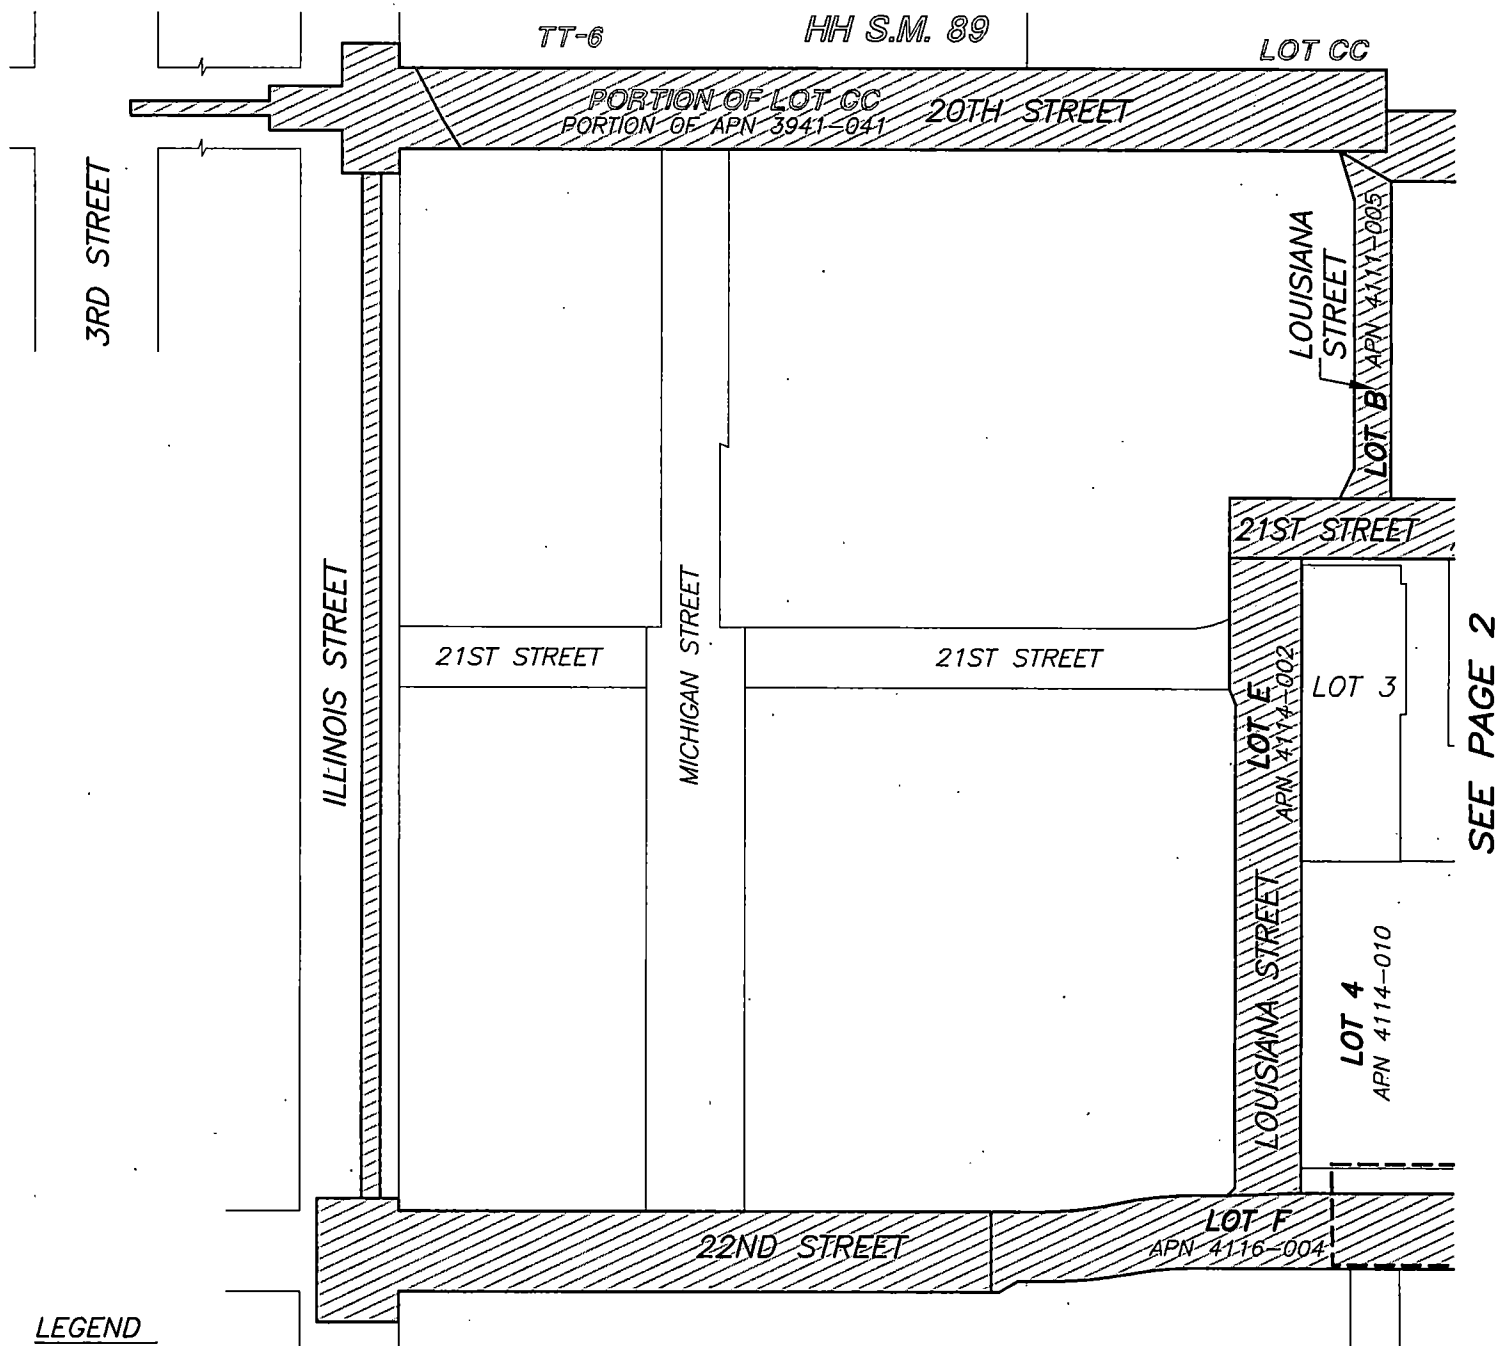 TT-6
HH S.M. 89
LOT CC
PORTION OF LOT CC
PORTION OF APN 3941-041
20TH STREET
3RD STREET
LOUISIANA
STREET
LOT B
APN 4111-005
21ST STREET
ILLINOIS STREET
MICHIGAN STREET
21ST STREET
21ST STREET
LOT E
APN 4114-002
LOT 3
SEE PAGE 2
LOUISIANA STREET
LOT 4
APN 4114-010
22ND STREET
LOT F
APN 4116-004
LEGEND